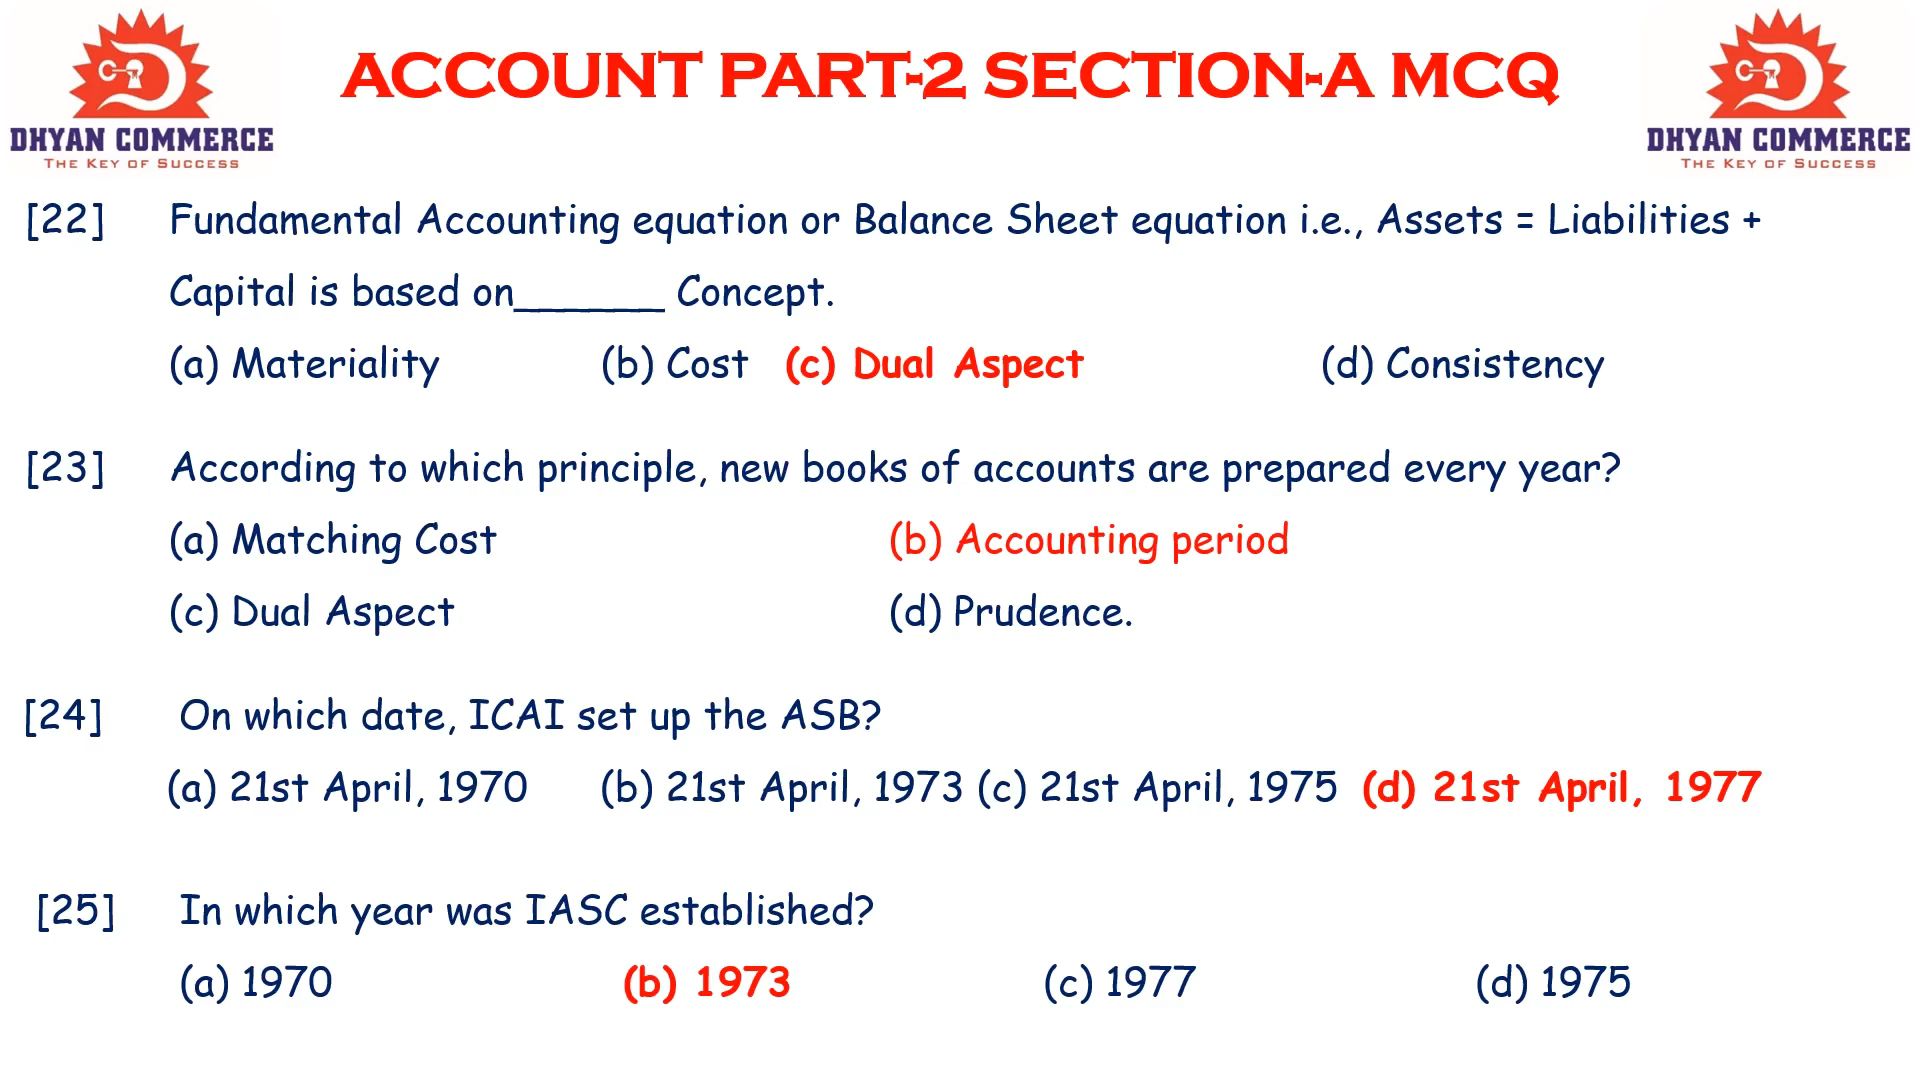 ACCOUNT PART-2 SECTION-A MCQ
DHYAN COMMERCE
THE KEY OF SUCCESS
DHYAN COMMERCE
THE KEY OF SUCCESS
[22] Fundamental Accounting equation or Balance Sheet equation i.e., Assets = Liabilities +
Capital is based on______ Concept.
(a) Materiality (b) Cost (c) Dual Aspect (d) Consistency
[23] According to which principle, new books of accounts are prepared every year?
(a) Matching Cost (b) Accounting period
(c) Dual Aspect (d) Prudence.
[24] On which date, ICAI set up the ASB?
(a) 21st April, 1970 (b) 21st April, 1973 (c) 21st April, 1975 (d) 21st April, 1977
[25] In which year was IASC established?
(a) 1970 (b) 1973 (c) 1977 (d) 1975